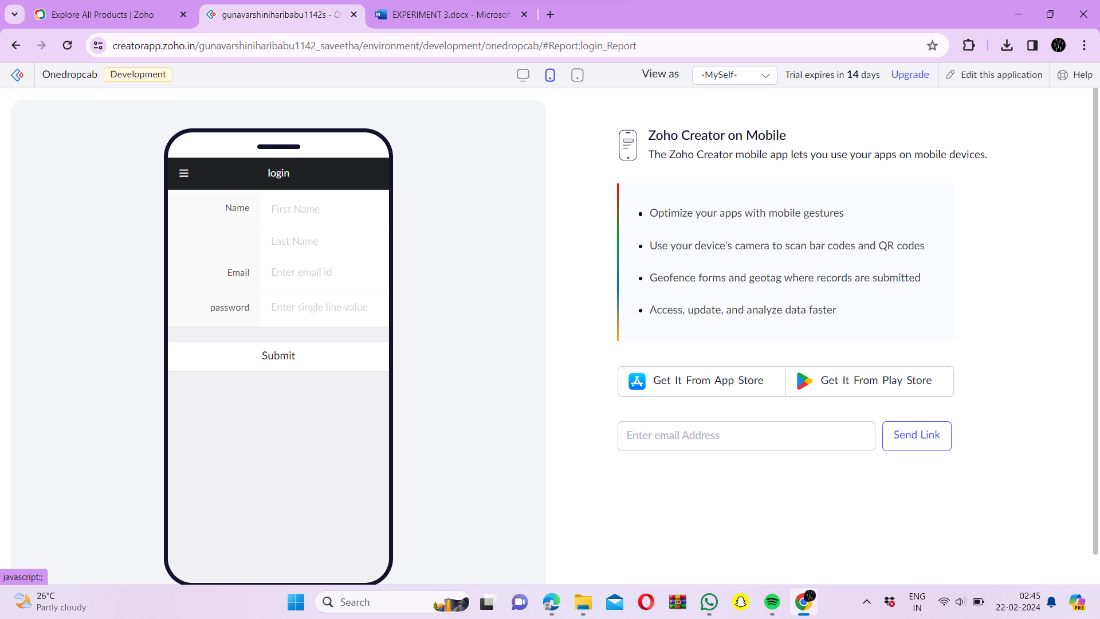 Explore All Products | Zoho
gunavarshiniharibabu1142s - O
EXPERIMENT 3.docx - Microsoft
creatorapp.zoho.in/gunavarshiniharibabu1142_saveetha/environment/development/onedropcab/#Report:login_Report
Onedropcab
Development
View as
-MySelf-
Trial expires in 14 days
Upgrade
Edit this application
Help
login
Name
First Name
Last Name
Email
Enter email id
password
Enter single line value
Submit
Zoho Creator on Mobile
The Zoho Creator mobile app lets you use your apps on mobile devices.
Optimize your apps with mobile gestures
Use your device's camera to scan bar codes and QR codes
Geofence forms and geotag where records are submitted
Access, update, and analyze data faster
Get It From App Store
Get It From Play Store
Enter email Address
Send Link
javascript:;
26°C
Partly cloudy
Search
ENG
IN
02:45
22-02-2024
PRE